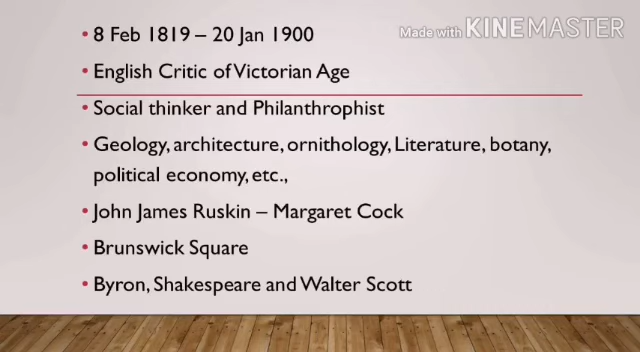 • 8 Feb 1819 – 20 Jan 1900
Made with KINEMASTER
• English Critic of Victorian Age
• Social thinker and Philanthrophist
• Geology, architecture, ornithology, Literature, botany,
political economy, etc.,
• John James Ruskin – Margaret Cock
• Brunswick Square
• Byron, Shakespeare and Walter Scott